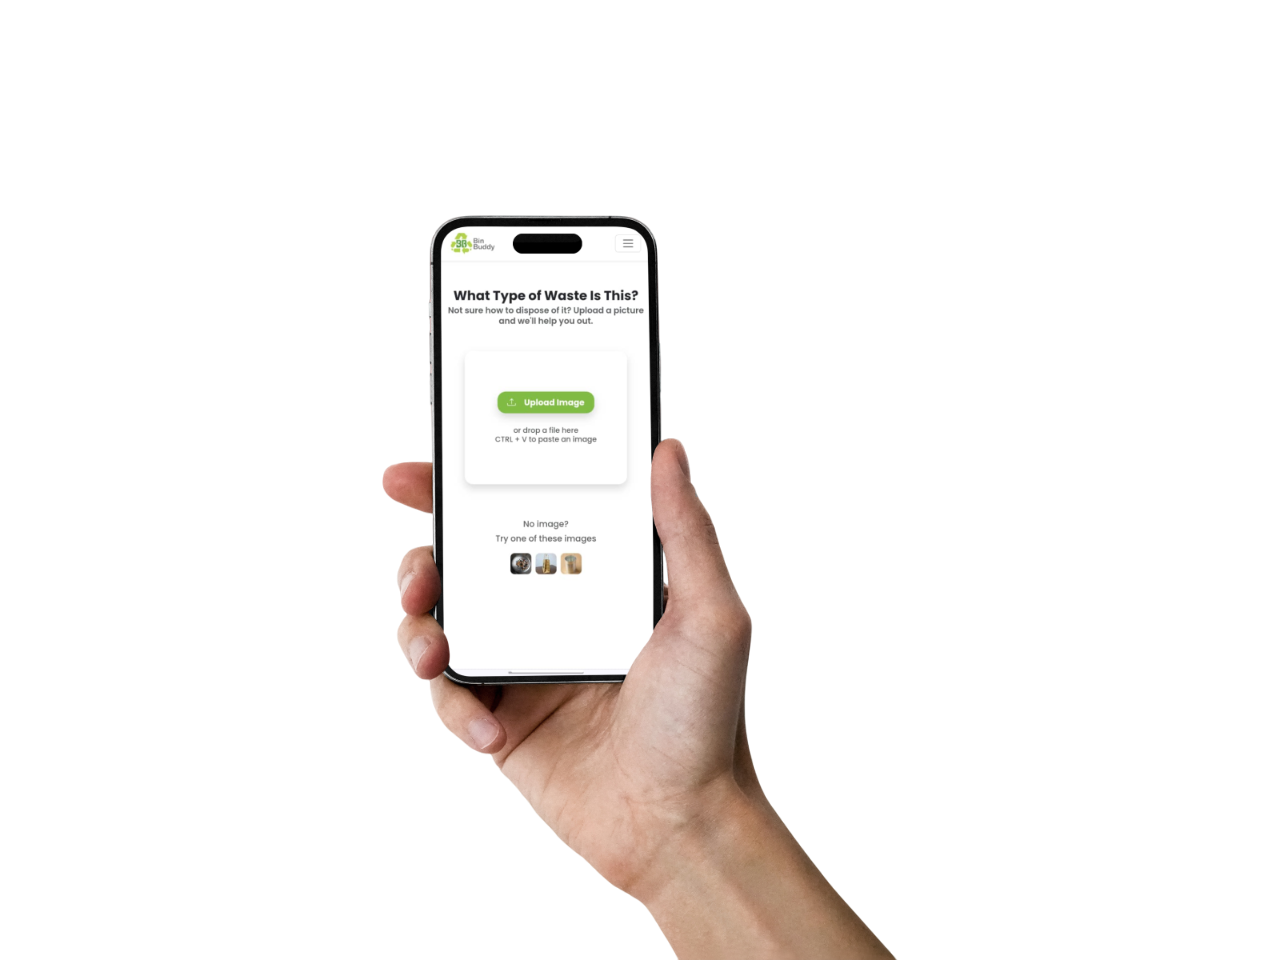 3B
Bin
Buddy
What Type of Waste Is This?
Not sure how to dispose of it? Upload a picture
and we'll help you out.
Upload Image
or drop a file here
CTRL + V to paste an image
No image?
Try one of these images